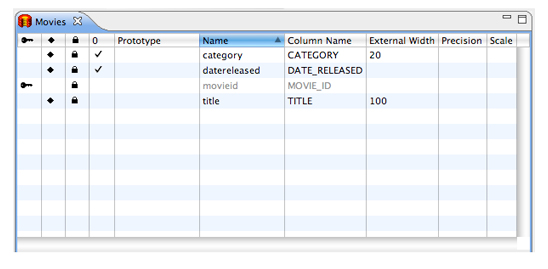 Movies
0 Prototype Name Column Name External Width Precision Scale
category CATEGORY 20
datereleased DATE_RELEASED
movieid MOVIE_ID
title TITLE 100